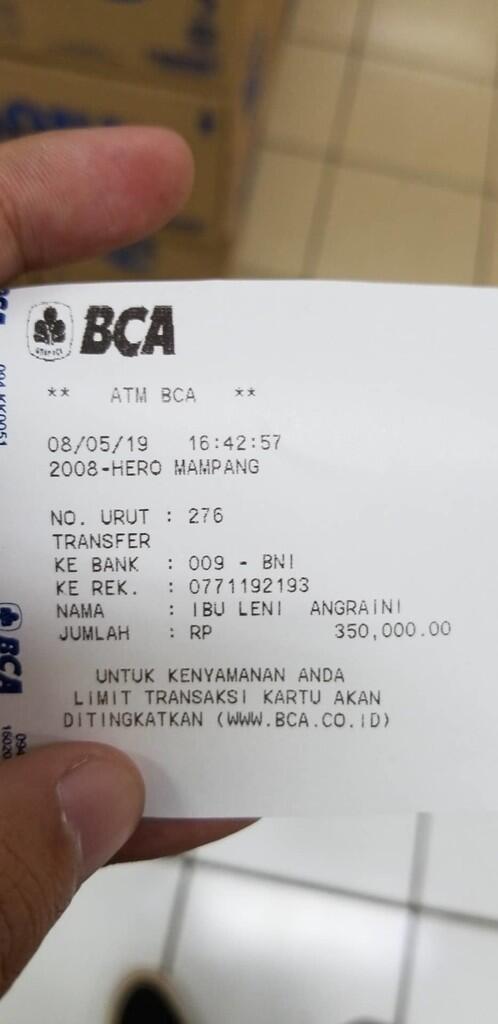 BCA
** ATM BCA **
08/05/19 16:42:57
2008-HERO MAMPANG
NO. URUT : 276
TRANSFER
KE BANK : 009 - BNI
KE REK. : 0771192193
NAMA : IBU LENI ANGRAINI
JUMLAH : RP 350,000.00
UNTUK KENYAMANAN ANDA
LIMIT TRANSAKSI KARTU AKAN
DITINGKATKAN (WWW.BCA.CO.ID)
BCA